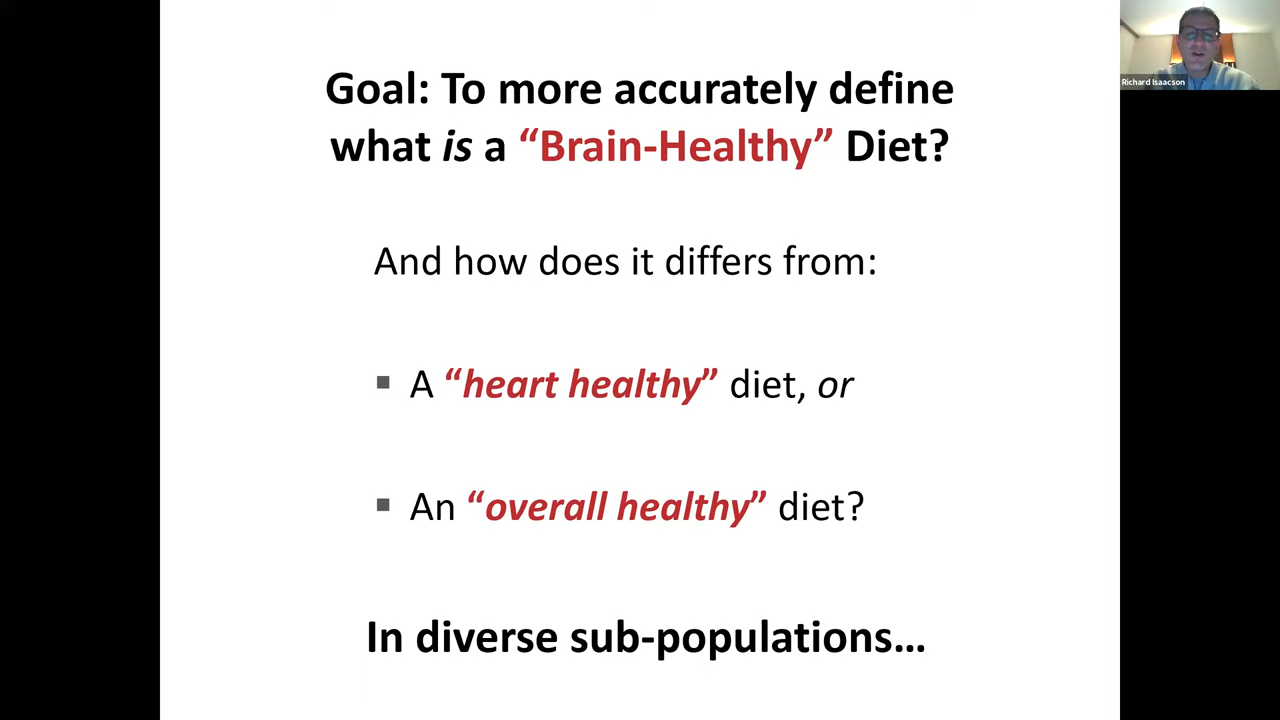 Goal: To more accurately define
what is a “Brain-Healthy” Diet?
And how does it differs from:
▪ A “heart healthy” diet, or
▪ An “overall healthy” diet?
In diverse sub-populations...
Richard Isaacson